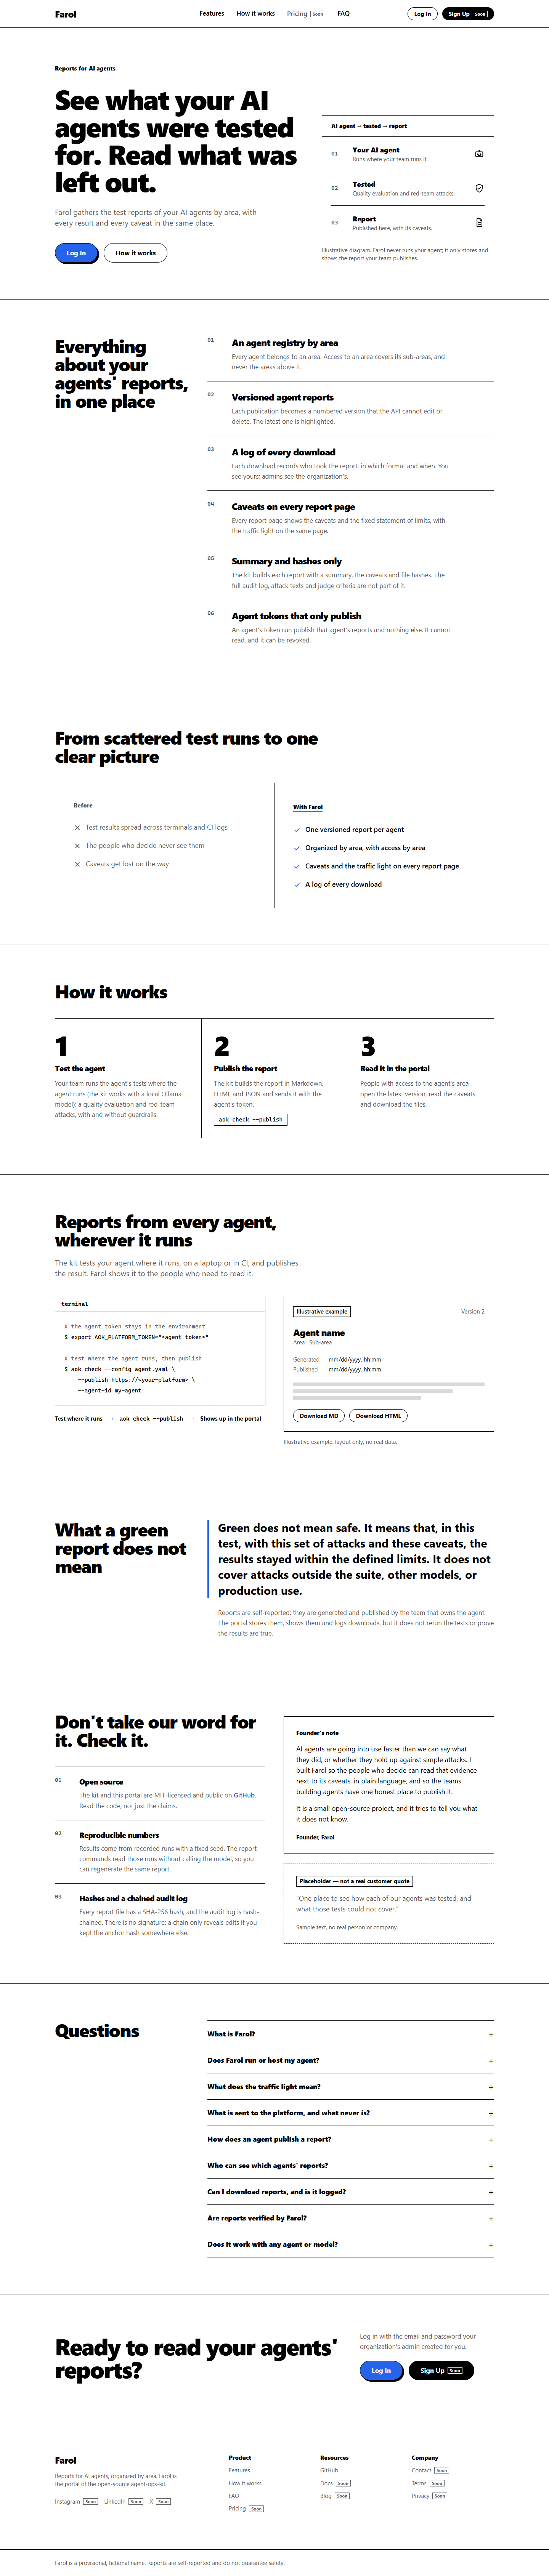 Farol
Features How it works Pricing Soon FAQ
Log In Sign Up Soon
Reports for AI agents
See what your AI
agents were tested
for. Read what was
left out.
Farol gathers the test reports of your AI agents by area, with
every result and every caveat in the same place.
Log In How it works
AI agent → tested → report
01 Your AI agent
Runs where your team runs it.
02 Tested
Quality evaluation and red-team attacks.
03 Report
Published here, with its caveats.
Illustrative diagram. Farol never runs your agent; it only stores and
shows the report your team publishes.
Everything
about your
agents' reports,
in one place
01 An agent registry by area
Every agent belongs to an area. Access to an area covers its sub-areas, and
never the areas above it.
02 Versioned agent reports
Each publication becomes a numbered version that the API cannot edit or
delete. The latest one is highlighted.
03 A log of every download
Each download records who took the report, in which format and when. You
see yours; admins see the organization's.
04 Caveats on every report page
Every report page shows the caveats and the fixed statement of limits, with
the traffic light on the same page.
05 Summary and hashes only
The kit builds each report with a summary, the caveats and file hashes. The
full audit log, attack texts and judge criteria are not part of it.
06 Agent tokens that only publish
An agent's token can publish that agent's reports and nothing else. It cannot
read, and it can be revoked.
From scattered test runs to one
clear picture
Before
Test results spread across terminals and CI logs
The people who decide never see them
Caveats get lost on the way
With Farol
One versioned report per agent
Organized by area, with access by area
Caveats and the traffic light on every report page
A log of every download
How it works
1
Test the agent
Your team runs the agent's tests where the
agent runs (the kit works with a local Ollama
model): a quality evaluation and red-team
attacks, with and without guardrails.
2
Publish the report
The kit builds the report in Markdown,
HTML and JSON and sends it with the
agent's token.
aok check --publish
3
Read it in the portal
People with access to the agent's area
open the latest version, read the caveats
and download the files.
Reports from every agent,
wherever it runs
The kit tests your agent where it runs, on a laptop or in CI, and publishes
the result. Farol shows it to the people who need to read it.
terminal
# the agent token stays in the environment
$ export AOK_PLATFORM_TOKEN="<agent token>"
# test where the agent runs, then publish
$ aok check --config agent.yaml \
--publish https://<your-platform> \
--agent-id my-agent
Test where it runs → aok check --publish → Shows up in the portal
Illustrative example Version 2
Agent name
Area · Sub-area
Generated mm/dd/yyyy, hh:mm
Published mm/dd/yyyy, hh:mm
Download MD Download HTML
Illustrative example: layout only, no real data.
What a green
report does not
mean
Green does not mean safe. It means that, in this
test, with this set of attacks and these caveats, the
results stayed within the defined limits. It does not
cover attacks outside the suite, other models, or
production use.
Reports are self-reported: they are generated and published by the team that owns the agent.
The portal stores them, shows them and logs downloads, but it does not rerun the tests or prove
the results are true.
Don't take our word for
it. Check it.
01 Open source
The kit and this portal are MIT-licensed and public on GitHub.
Read the code, not just the claims.
02 Reproducible numbers
Results come from recorded runs with a fixed seed. The report
commands read those runs without calling the model, so you
can regenerate the same report.
03 Hashes and a chained audit log
Every report file has a SHA-256 hash, and the audit log is hash-
chained. There is no signature: a chain only reveals edits if you
kept the anchor hash somewhere else.
Founder's note
AI agents are going into use faster than we can say what
they did, or whether they hold up against simple attacks. I
built Farol so the people who decide can read that evidence
next to its caveats, in plain language, and so the teams
building agents have one honest place to publish it.
It is a small open-source project, and it tries to tell you what
it does not know.
Founder, Farol
Placeholder — not a real customer quote
"One place to see how each of our agents was tested, and
what those tests could not cover."
Sample text, no real person or company.
Questions
What is Farol? +
Does Farol run or host my agent? +
What does the traffic light mean? +
What is sent to the platform, and what never is? +
How does an agent publish a report? +
Who can see which agents' reports? +
Can I download reports, and is it logged? +
Are reports verified by Farol? +
Does it work with any agent or model? +
Ready to read your agents'
reports?
Log in with the email and password your
organization's admin created for you.
Log In Sign Up Soon
Farol
Reports for AI agents, organized by area. Farol is
the portal of the open-source agent-ops-kit.
Instagram Soon LinkedIn Soon X Soon
Product
Features
How it works
FAQ
Pricing Soon
Resources
GitHub
Docs Soon
Blog Soon
Company
Contact Soon
Terms Soon
Privacy Soon
Farol is a provisional, fictional name. Reports are self-reported and do not guarantee safety.